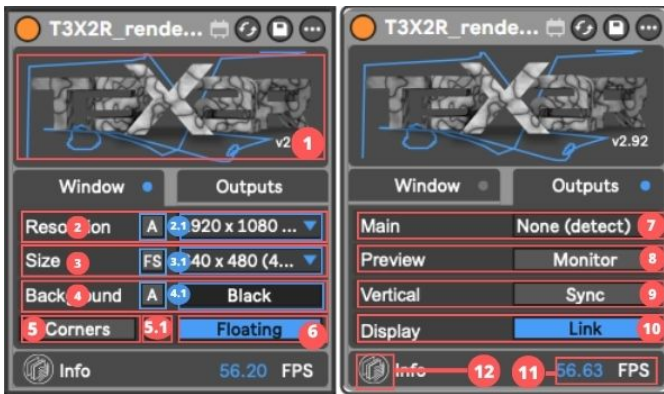 T3X2R_rende...
TEXZR
v2
1
Window
Outputs
Reso
ion
2
A
2.1
920 x 1080 ...
Size
3
FS
3.1
40 x 480 (4...
Back
ound
4
A
4.1
Black
5
Corners
5.1
Floating
6
Info
56.20 FPS
T3X2R_rende...
v2.92
Window
Outputs
Main
None (detect)
7
Preview
Monitor
8
Vertical
Sync
9
Display
Link
10
Info
12
11
56.63 FPS